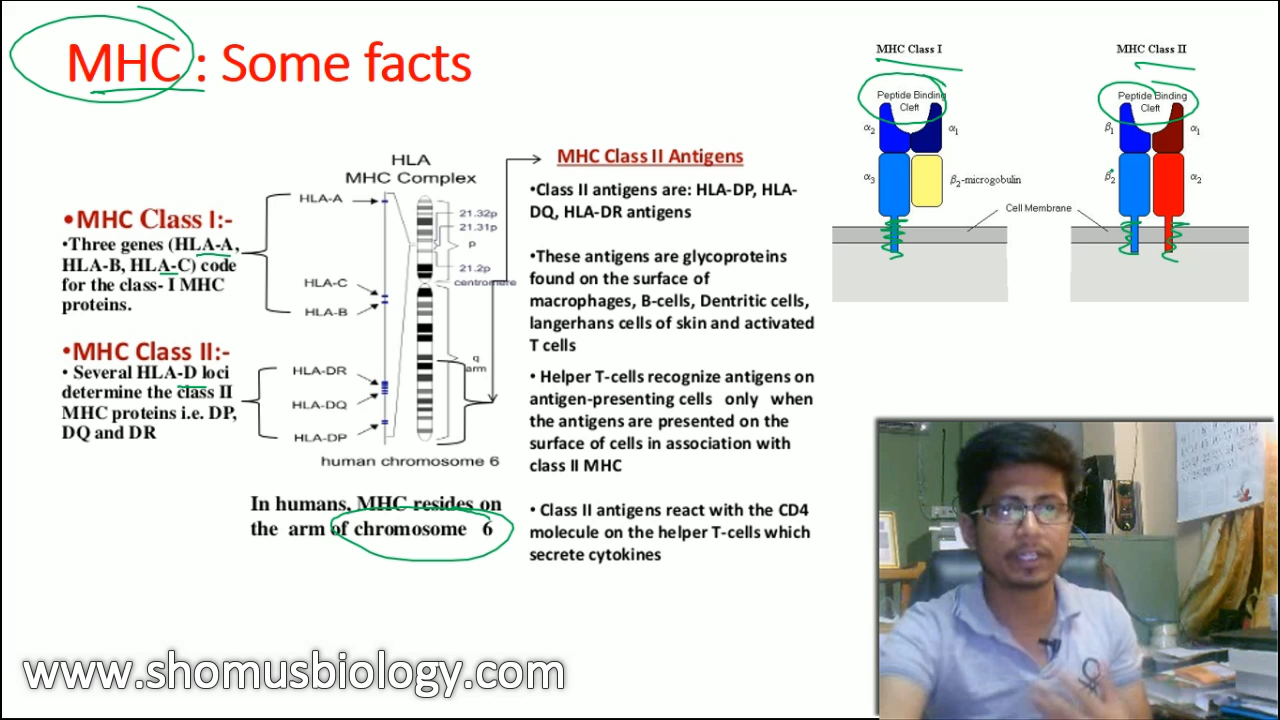 MHC : Some facts
•MHC Class I:-
•Three genes (HLA-A,
HLA-B, HLA-C) code
for the class- I MHC
proteins.
•MHC Class II:-
• Several HLA-D loci
determine the class II
MHC proteins i.e. DP,
DQ and DR
HLA
MHC Complex
HLA-A
HLA-C
HLA-B
HLA-DR
HLA-DQ
HLA-DP
21.32p
21.31p
p
21.2p
centromere
q
arm
human chromosome 6
In humans, MHC resides on
the arm of chromosome 6
MHC Class II Antigens
•Class II antigens are: HLA-DP, HLA-
DQ, HLA-DR antigens
•These antigens are glycoproteins
found on the surface of
macrophages, B-cells, Dentritic cells,
langerhans cells of skin and activated
T cells
• Helper T-cells recognize antigens on
antigen-presenting cells only when
the antigens are presented on the
surface of cells in association with
class II MHC
• Class II antigens react with the CD4
molecule on the helper T-cells which
secrete cytokines
MHC Class I
Peptide Binding
Cleft
α2
α1
α3
β2-microgobulin
Cell Membrane
MHC Class II
Peptide Binding
Cleft
β1
α1
β2
α2
www.shomusbiology.com